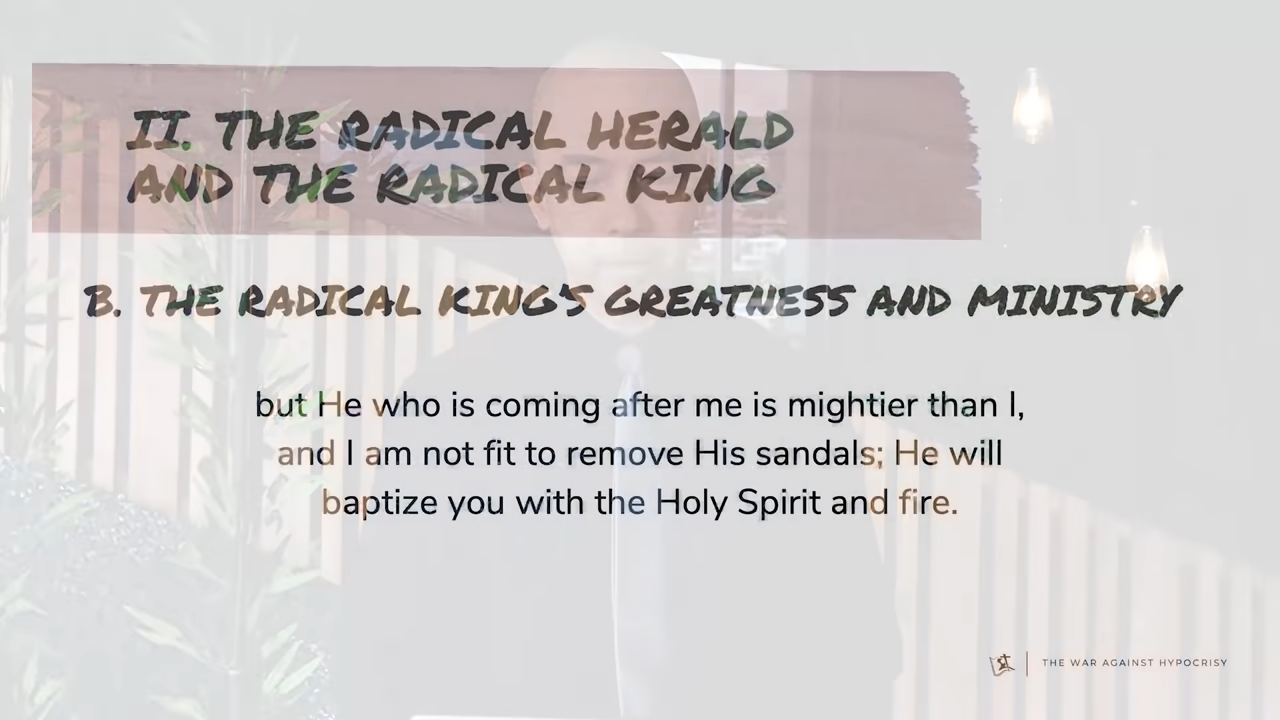 II. THE RADICAL HERALD
AND THE RADICAL KING
B. THE RADICAL KING'S GREATNESS AND MINISTRY
but He who is coming after me is mightier than I,
and I am not fit to remove His sandals; He will
baptize you with the Holy Spirit and fire.
THE WAR AGAINST HYPOCRISY